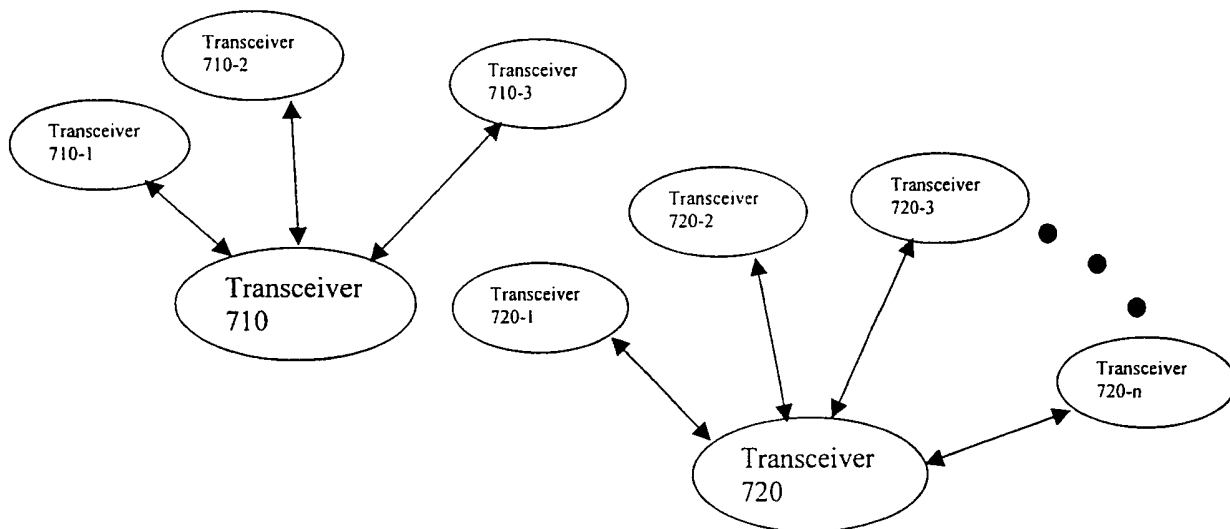 Transceiver
710-2
Transceiver
710-3
Transceiver
710-1
Transceiver
710
Transceiver
720-2
Transceiver
720-3
Transceiver
720-1
Transceiver
720-n
Transceiver
720